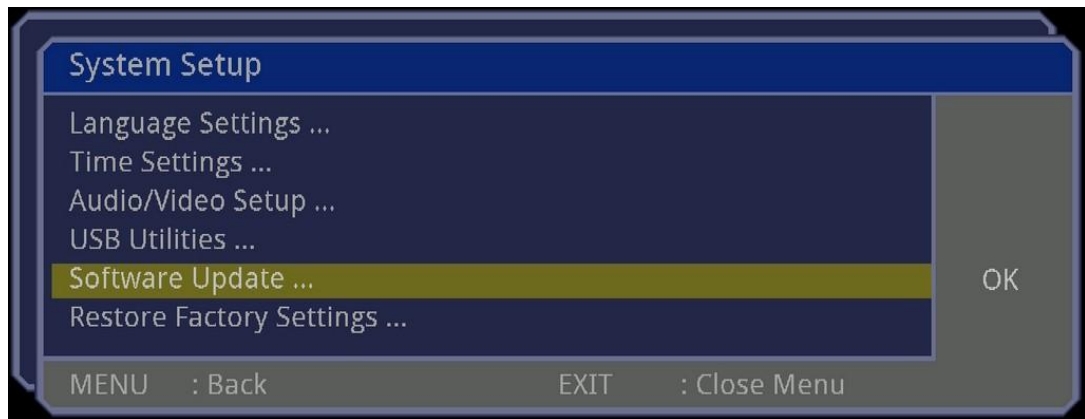 System Setup
Language Settings ...
Time Settings ...
Audio/Video Setup ...
USB Utilities ...
Software Update ...
OK
Restore Factory Settings ...
MENU : Back EXIT : Close Menu